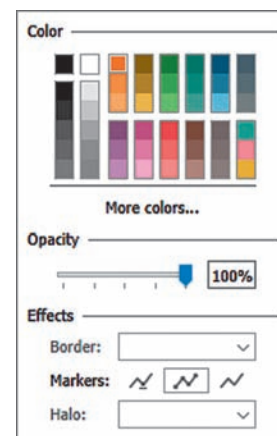 Color
More colors...
Opacity
100%
Effects
Border:
Markers:
Halo: